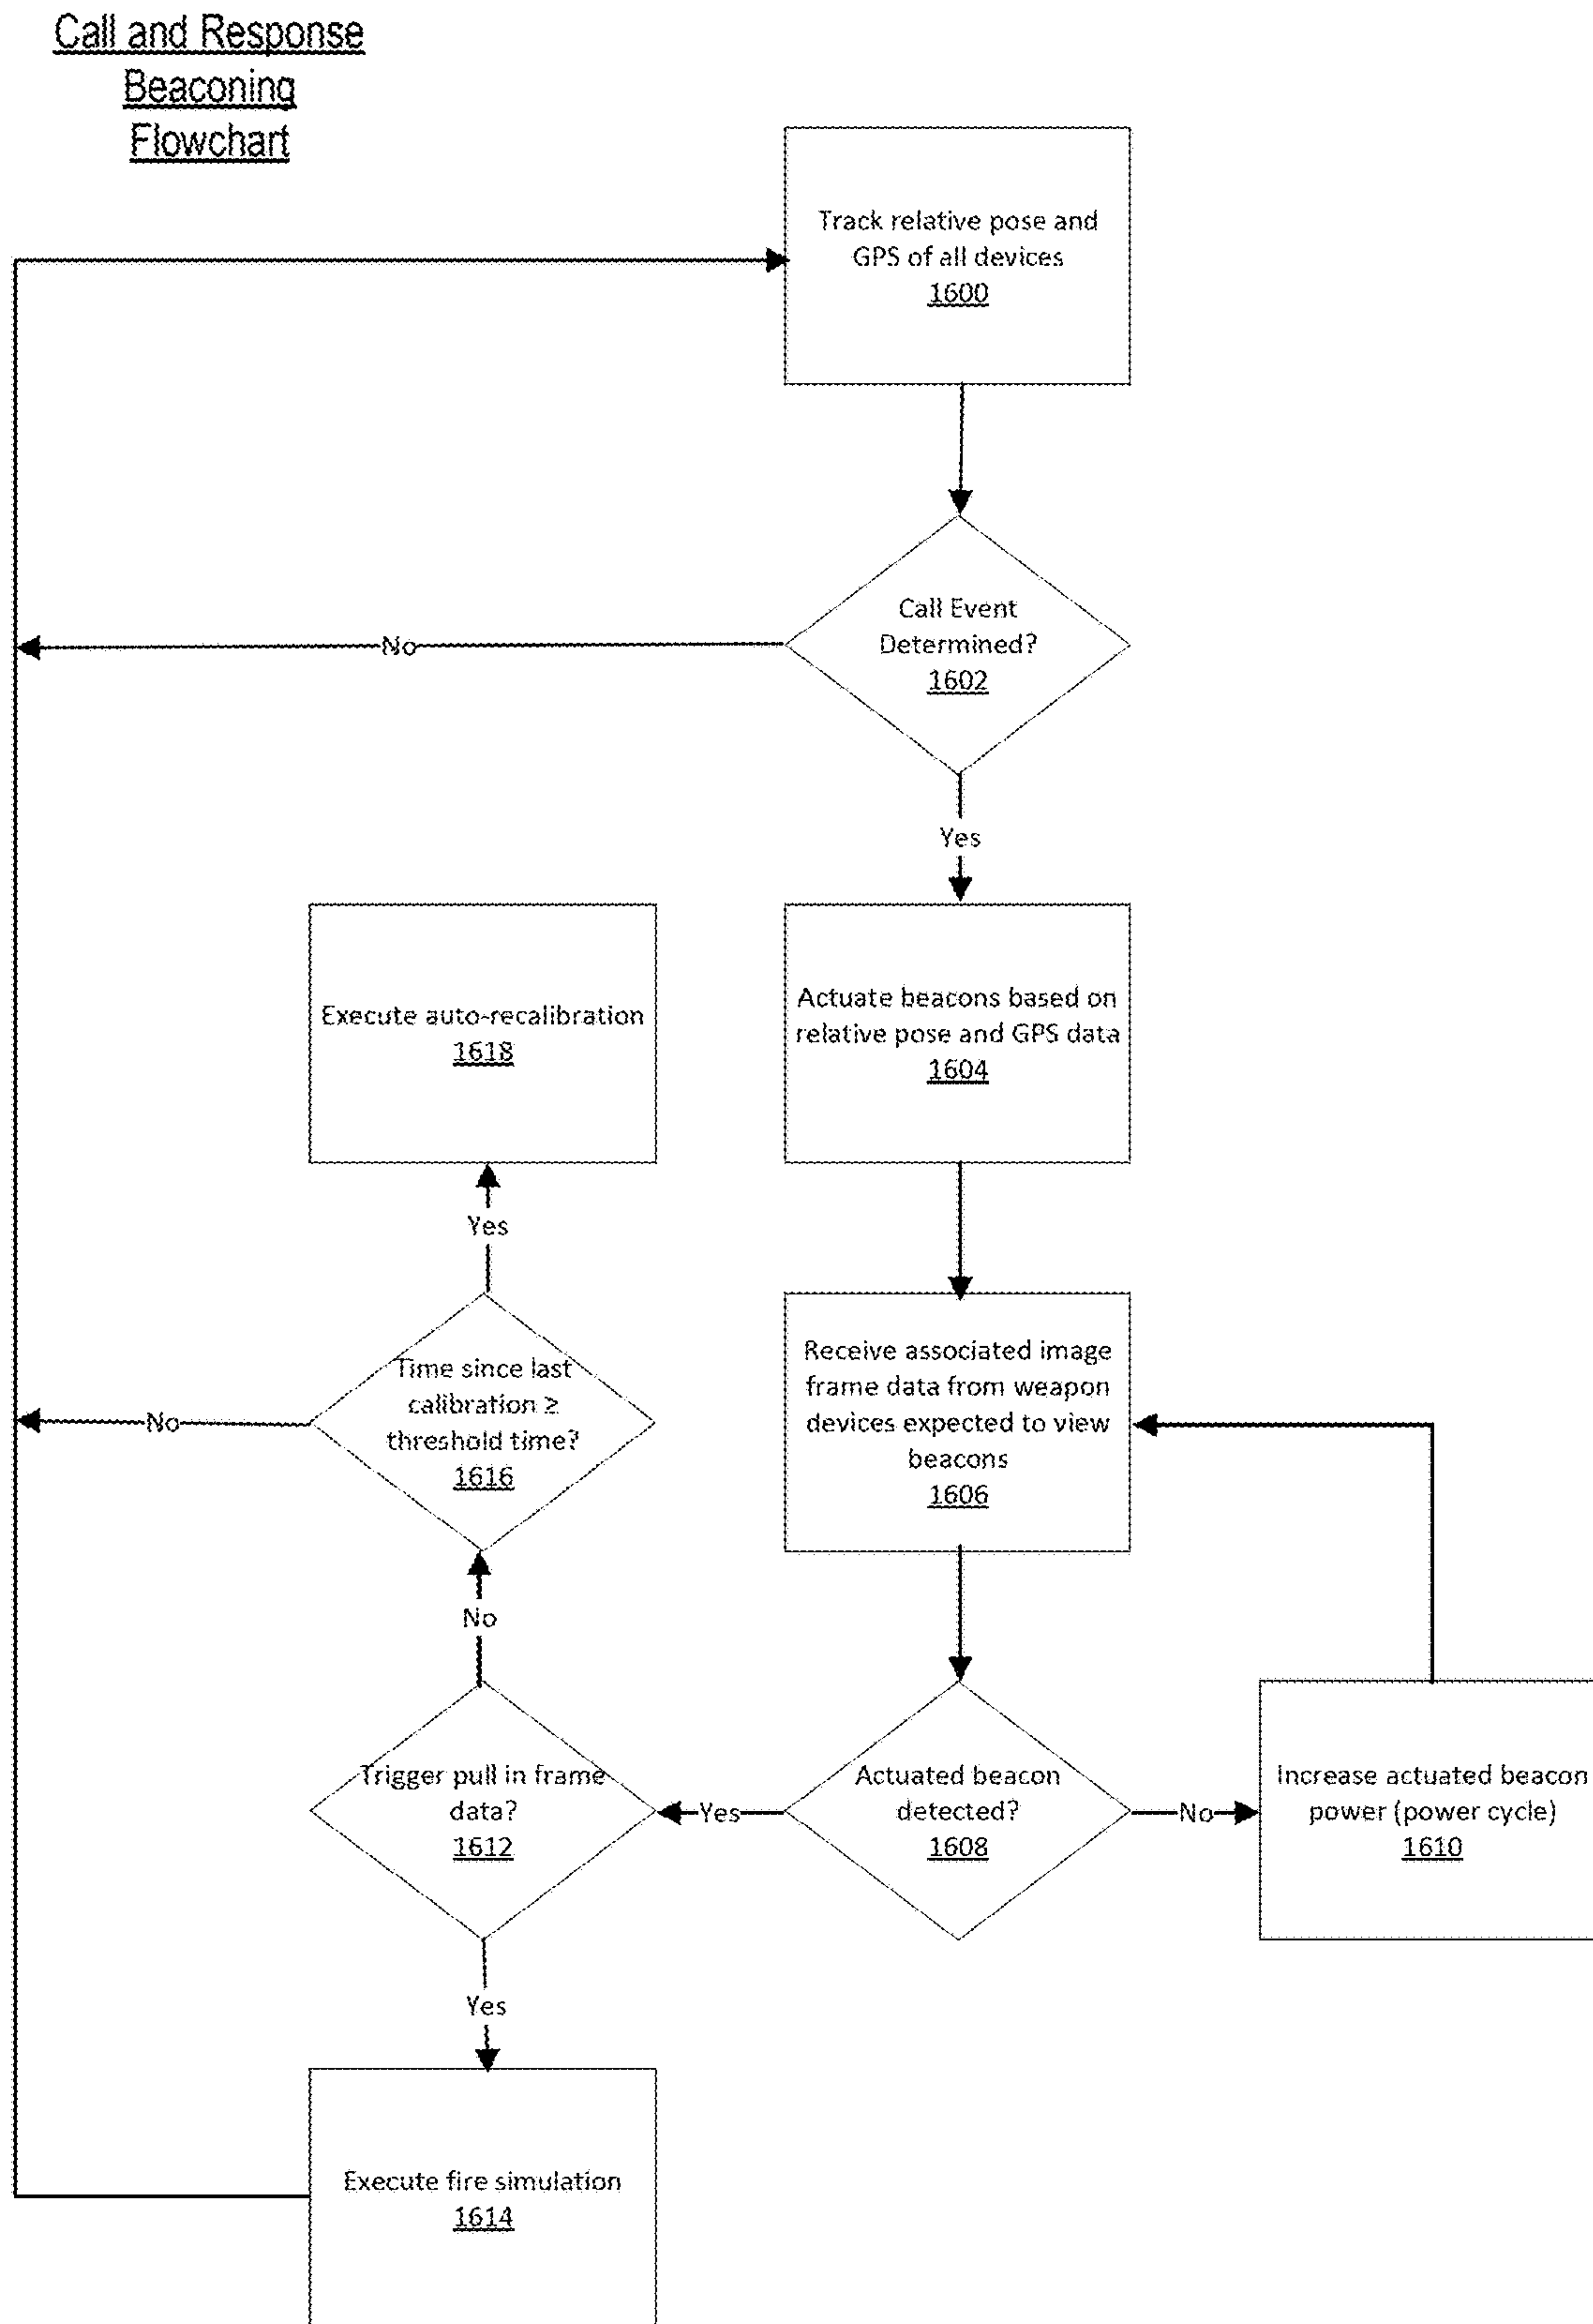 Call and Response
Beaconing
Flowchart
Track relative pose and
GPS of all devices
1600
Call Event
Determined?
1602
No
Yes
Actuate beacons based on
relative pose and GPS data
1604
Execute auto-recalibration
1618
Yes
Receive associated image
frame data from weapon
devices expected to view
beacons
1606
Time since last
calibration ≥
threshold time?
1616
No
No
Actuated beacon
detected?
1608
Yes
No
Increase actuated beacon
power (power cycle)
1610
Trigger pull in frame
data?
1612
Yes
Execute fire simulation
1614